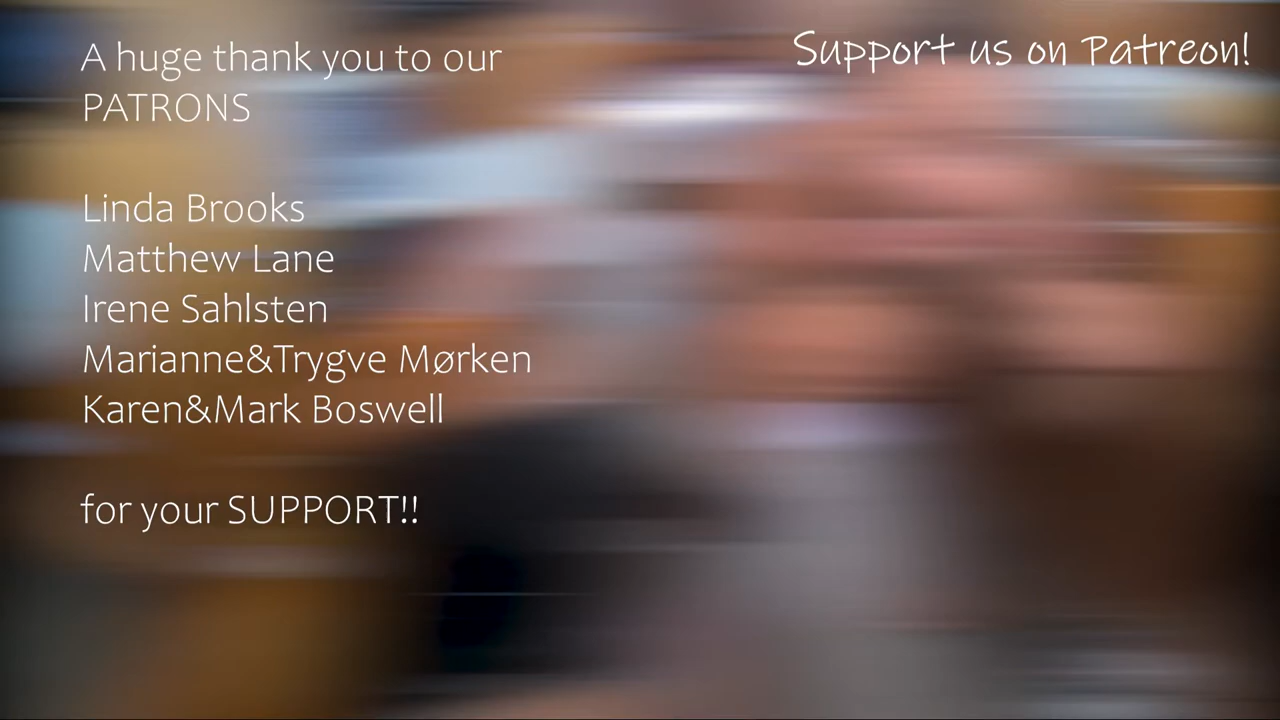 A huge thank you to our
PATRONS
Linda Brooks
Matthew Lane
Irene Sahlsten
Marianne&Trygve Mørken
Karen&Mark Boswell
for your SUPPORT!!
Support us on Patreon!